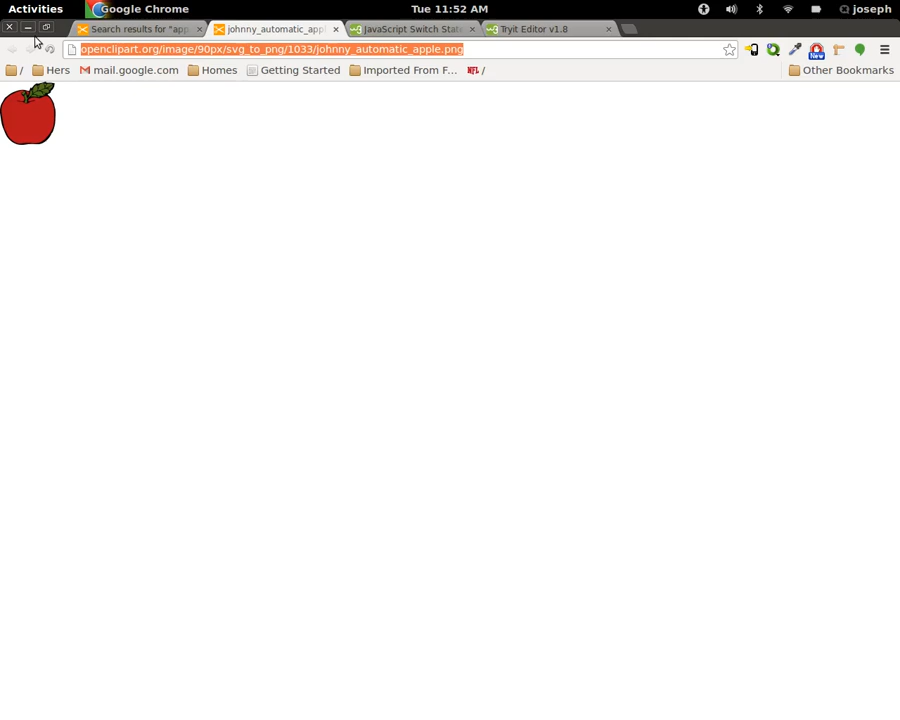 Activities Google Chrome Tue 11:52 AM joseph
Search results for "app johnny_automatic_appl JavaScript Switch State Tryit Editor v1.8
openclipart.org/image/90px/svg_to_png/1033/johnny_automatic_apple.png New
/ Hers mail.google.com Homes Getting Started Imported From F... NFL / Other Bookmarks